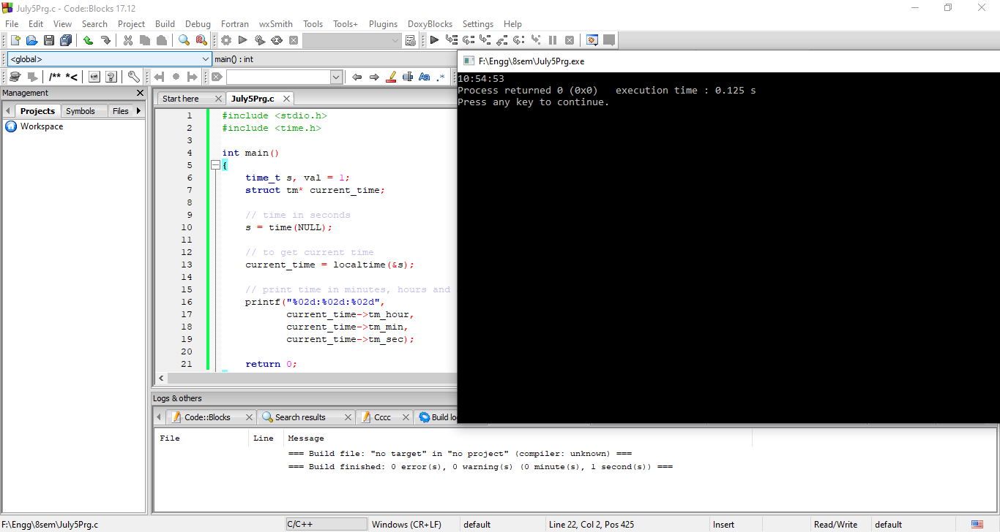 July5Prg.c - Code::Blocks 17.12
File Edit View Search Project Build Debug Fortran wxSmith Tools Tools+ Plugins DoxyBlocks Settings Help
<global>
main() : int
/** *<
Aa .*
Management
Projects Symbols Files
Workspace
Start here July5Prg.c
1 #include <stdio.h>
2 #include <time.h>
3
4 int main()
5 {
6 time_t s, val = 1;
7 struct tm* current_time;
8
9 // time in seconds
10 s = time(NULL);
11
12 // to get current time
13 current_time = localtime(&s);
14
15 // print time in minutes, hours and
16 printf("%02d:%02d:%02d",
17 current_time->tm_hour,
18 current_time->tm_min,
19 current_time->tm_sec);
20
21 return 0;
F:\Engg\8sem\July5Prg.exe
10:54:53
Process returned 0 (0x0) execution time : 0.125 s
Press any key to continue.
Logs & others
Code::Blocks Search results Cccc Build lo
File Line Message
=== Build file: "no target" in "no project" (compiler: unknown) ===
=== Build finished: 0 error(s), 0 warning(s) (0 minute(s), 1 second(s)) ===
F:\Engg\8sem\July5Prg.c C/C++ Windows (CR+LF) default Line 22, Col 2, Pos 425 Insert Read/Write default